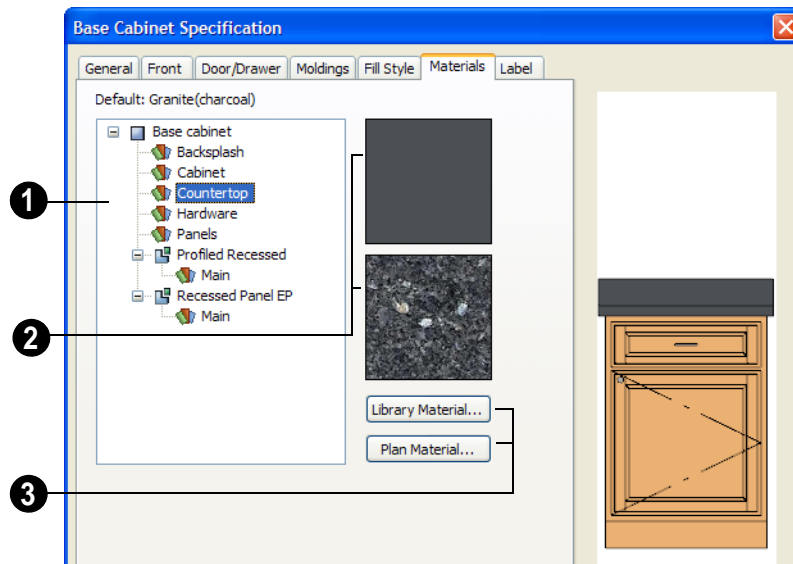 Base Cabinet Specification
General Front Door/Drawer Moldings Fill Style Materials Label
Default: Granite(charcoal)
Base cabinet
Backsplash
Cabinet
1
Countertop
Hardware
Panels
Profiled Recessed
Main
Recessed Panel EP
2
Main
Library Material...
Plan Material...
3